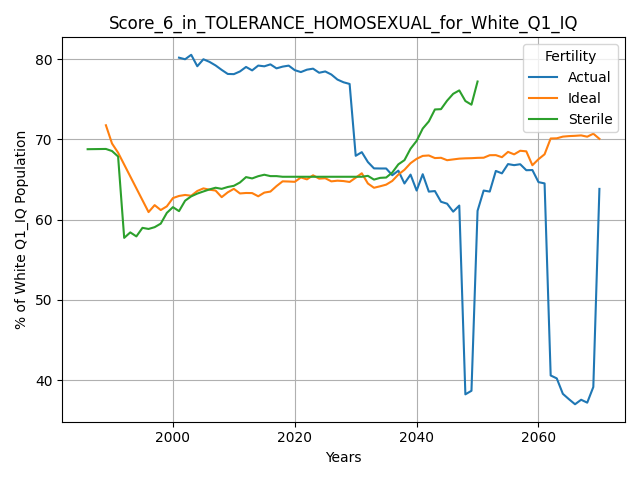 Score_6_in_TOLERANCE_HOMOSEXUAL_for_White_Q1_IQ
Fertility
Actual
Ideal
Sterile
% of White Q1_IQ Population
80
70
60
50
40
2000
2020
2040
2060
Years